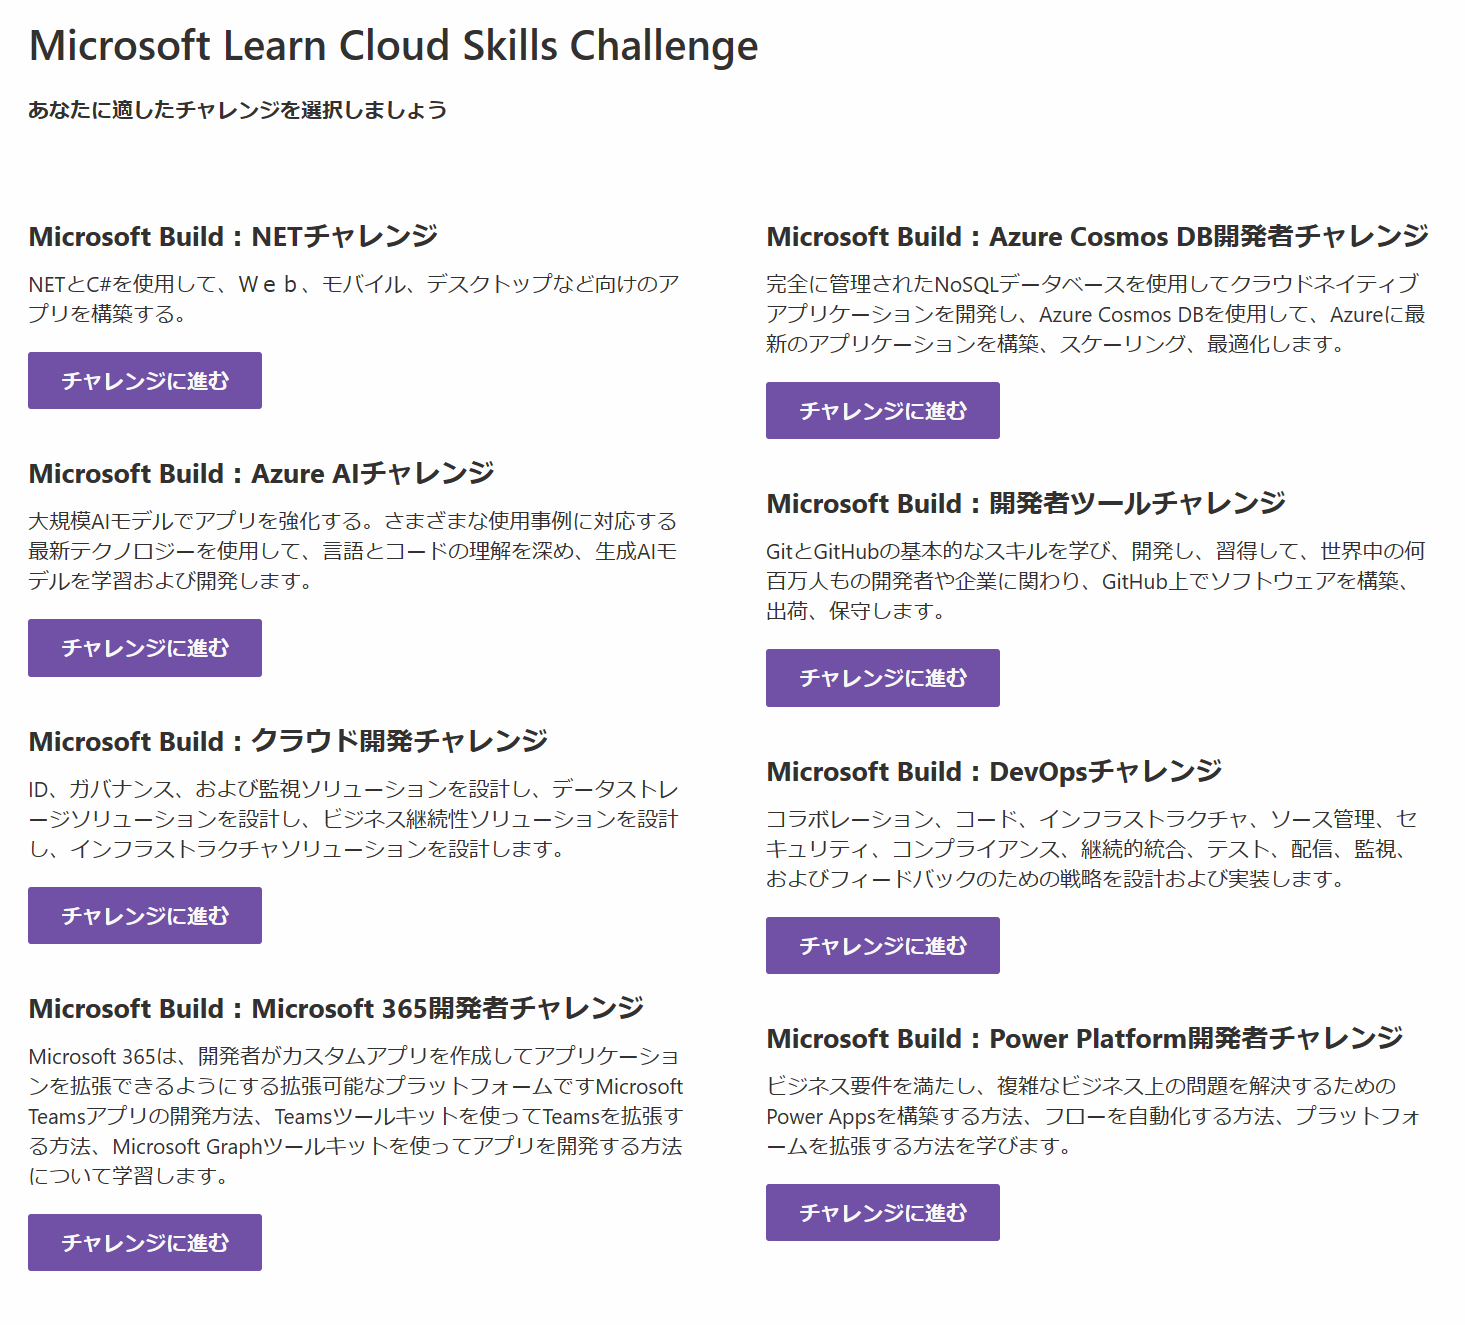 Microsoft Learn Cloud Skills Challenge
あなたに適したチャレンジを選択しましょう
Microsoft Build：NETチャレンジ
NETとC#を使用して、Ｗｅｂ、モバイル、デスクトップなど向けのア
プリを構築する。
チャレンジに進む
Microsoft Build：Azure AIチャレンジ
大規模AIモデルでアプリを強化する。さまざまな使用事例に対応する
最新テクノロジーを使用して、言語とコードの理解を深め、生成AIモ
デルを学習および開発します。
チャレンジに進む
Microsoft Build：クラウド開発チャレンジ
ID、ガバナンス、および監視ソリューションを設計し、データストレ
ージソリューションを設計し、ビジネス継続性ソリューションを設計
し、インフラストラクチャソリューションを設計します。
チャレンジに進む
Microsoft Build：Microsoft 365開発者チャレンジ
Microsoft 365は、開発者がカスタムアプリを作成してアプリケーショ
ンを拡張できるようにする拡張可能なプラットフォームですMicrosoft
Teamsアプリの開発方法、Teamsツールキットを使ってTeamsを拡張す
る方法、Microsoft Graphツールキットを使ってアプリを開発する方法
について学習します。
チャレンジに進む
Microsoft Build：Azure Cosmos DB開発者チャレンジ
完全に管理されたNoSQLデータベースを使用してクラウドネイティブ
アプリケーションを開発し、Azure Cosmos DBを使用して、Azureに最
新のアプリケーションを構築、スケーリング、最適化します。
チャレンジに進む
Microsoft Build：開発者ツールチャレンジ
GitとGitHubの基本的なスキルを学び、開発し、習得して、世界中の何
百万人もの開発者や企業に関わり、GitHub上でソフトウェアを構築、
出荷、保守します。
チャレンジに進む
Microsoft Build：DevOpsチャレンジ
コラボレーション、コード、インフラストラクチャ、ソース管理、セ
キュリティ、コンプライアンス、継続的統合、テスト、配信、監視、
およびフィードバックのための戦略を設計および実装します。
チャレンジに進む
Microsoft Build：Power Platform開発者チャレンジ
ビジネス要件を満たし、複雑なビジネス上の問題を解決するための
Power Appsを構築する方法、フローを自動化する方法、プラットフォ
ームを拡張する方法を学びます。
チャレンジに進む